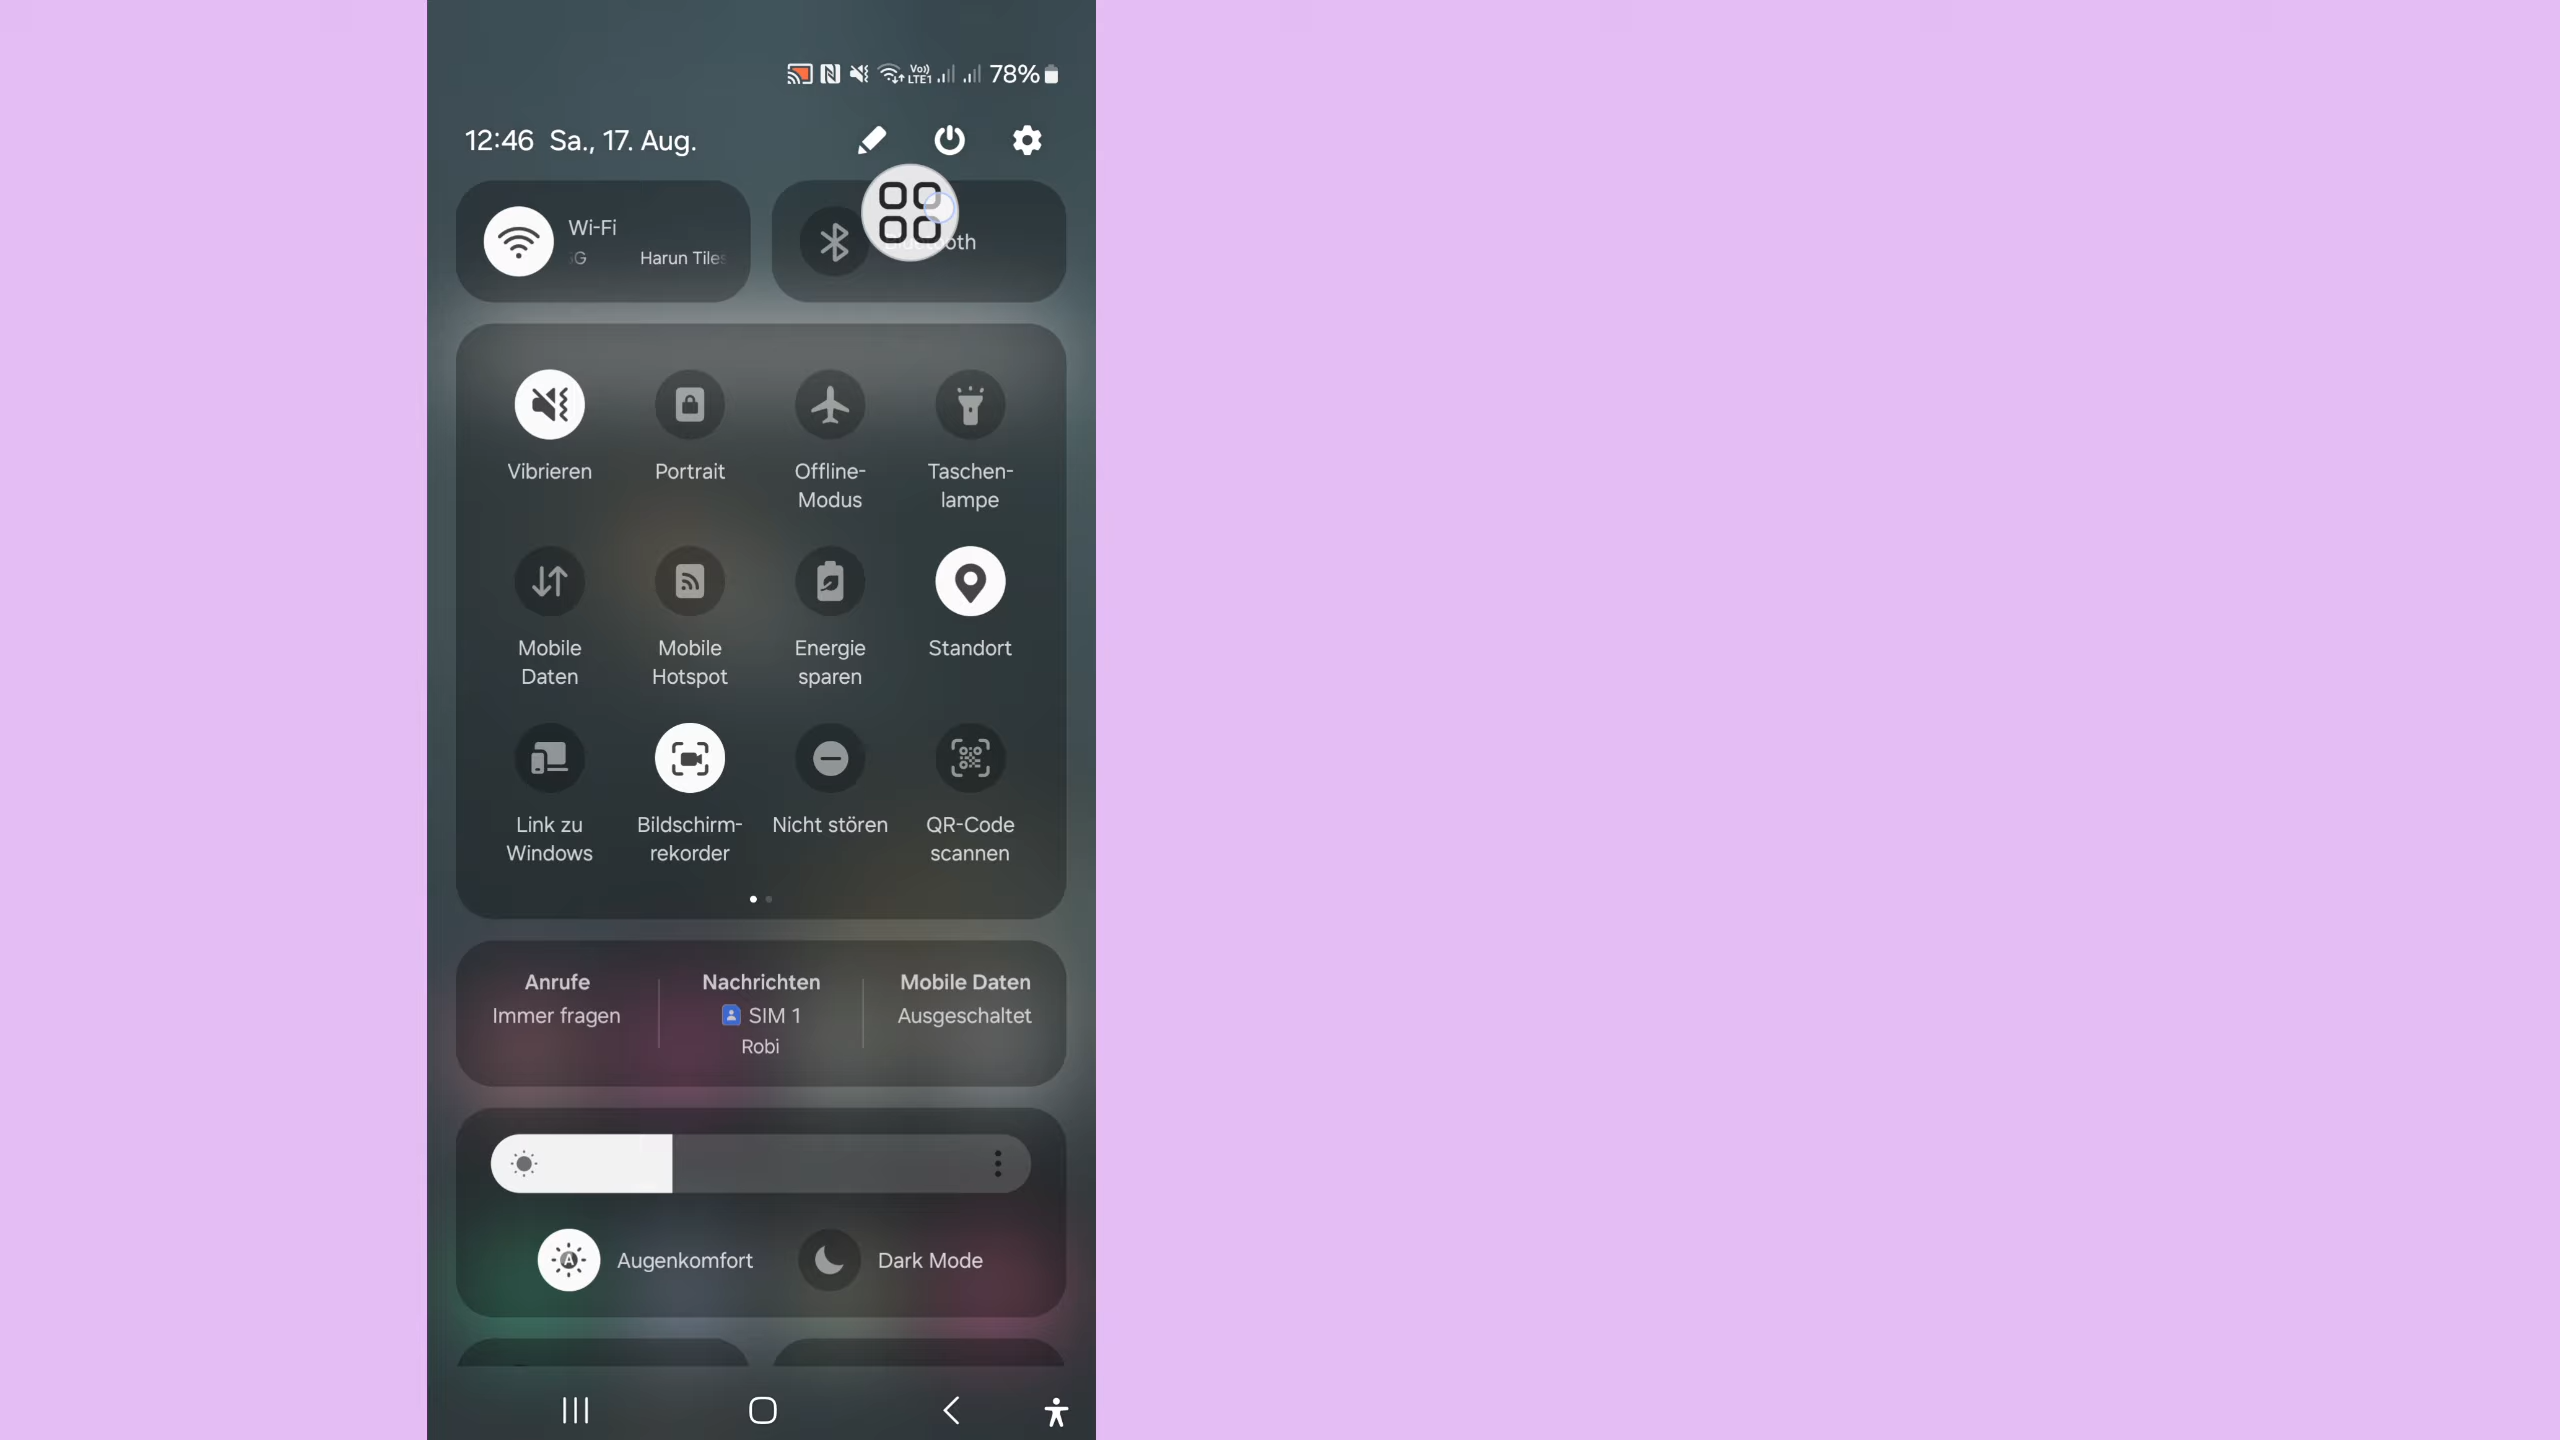 Vo)) LTE1 78%
12:46 Sa., 17. Aug.
Wi-Fi
Harun Tiles
Vibrieren
Portrait
Offline-
Modus
Taschen-
lampe
Mobile
Daten
Mobile
Hotspot
Energie
sparen
Standort
Link zu
Windows
Bildschirm-
rekorder
Nicht stören
QR-Code
scannen
Anrufe
Immer fragen
Nachrichten
SIM 1
Robi
Mobile Daten
Ausgeschaltet
A
Augenkomfort
Dark Mode